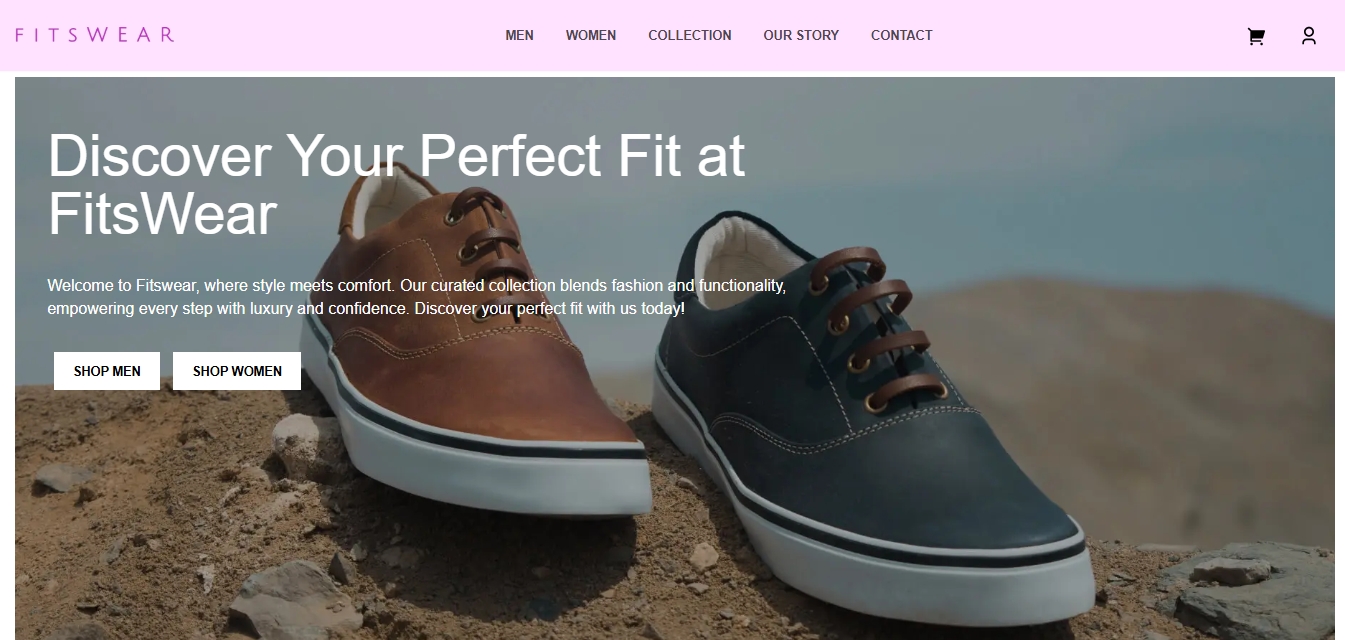 FITSWEAR
MEN WOMEN COLLECTION OUR STORY CONTACT
Discover Your Perfect Fit at
FitsWear
Welcome to Fitswear, where style meets comfort. Our curated collection blends fashion and functionality,
empowering every step with luxury and confidence. Discover your perfect fit with us today!
SHOP MEN SHOP WOMEN